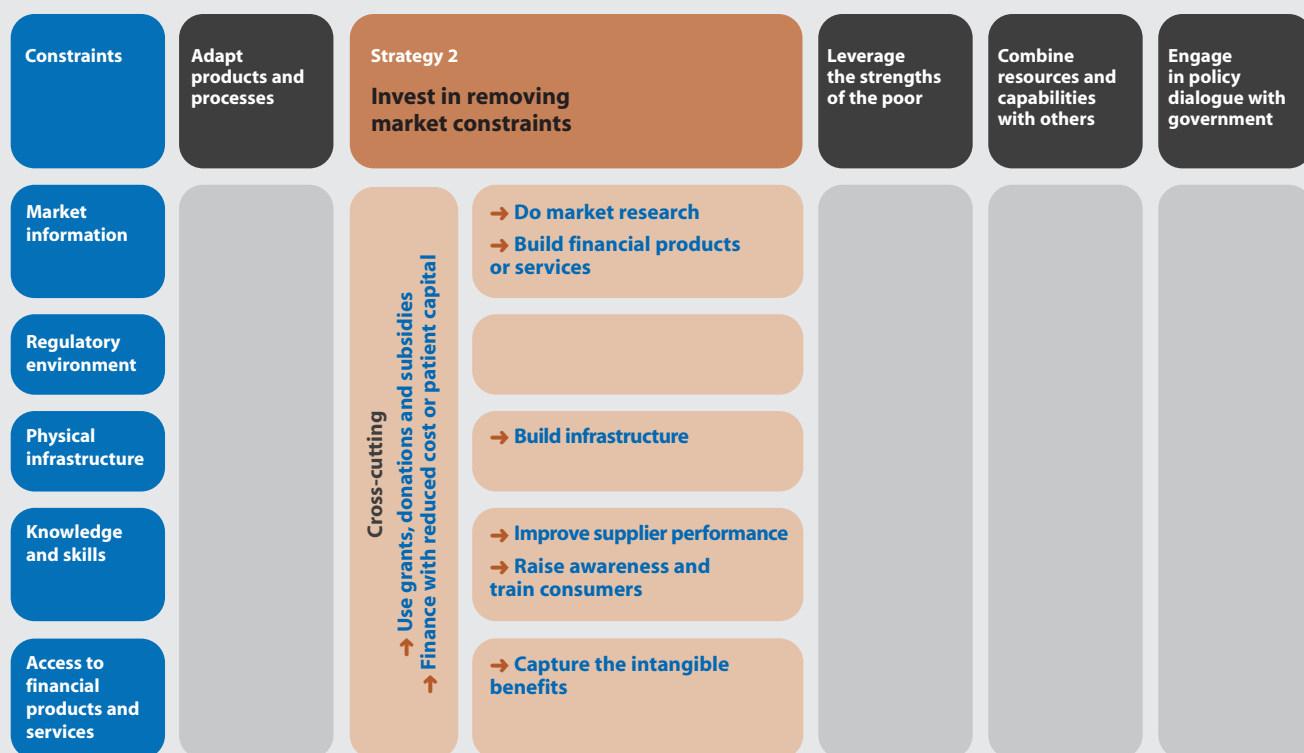 Constraints
Adapt
products and
processes
Strategy 2
Invest in removing
market constraints
Leverage
the strengths
of the poor
Combine
resources and
capabilities
with others
Engage
in policy
dialogue with
government
Market
information
Regulatory
environment
Physical
infrastructure
Knowledge
and skills
Access to
financial
products and
services
Cross-cutting
➔ Use grants, donations and subsidies
➔ Finance with reduced cost or patient capital
➔ Do market research
➔ Build financial products
or services
➔ Build infrastructure
➔ Improve supplier performance
➔ Raise awareness and
train consumers
➔ Capture the intangible
benefits